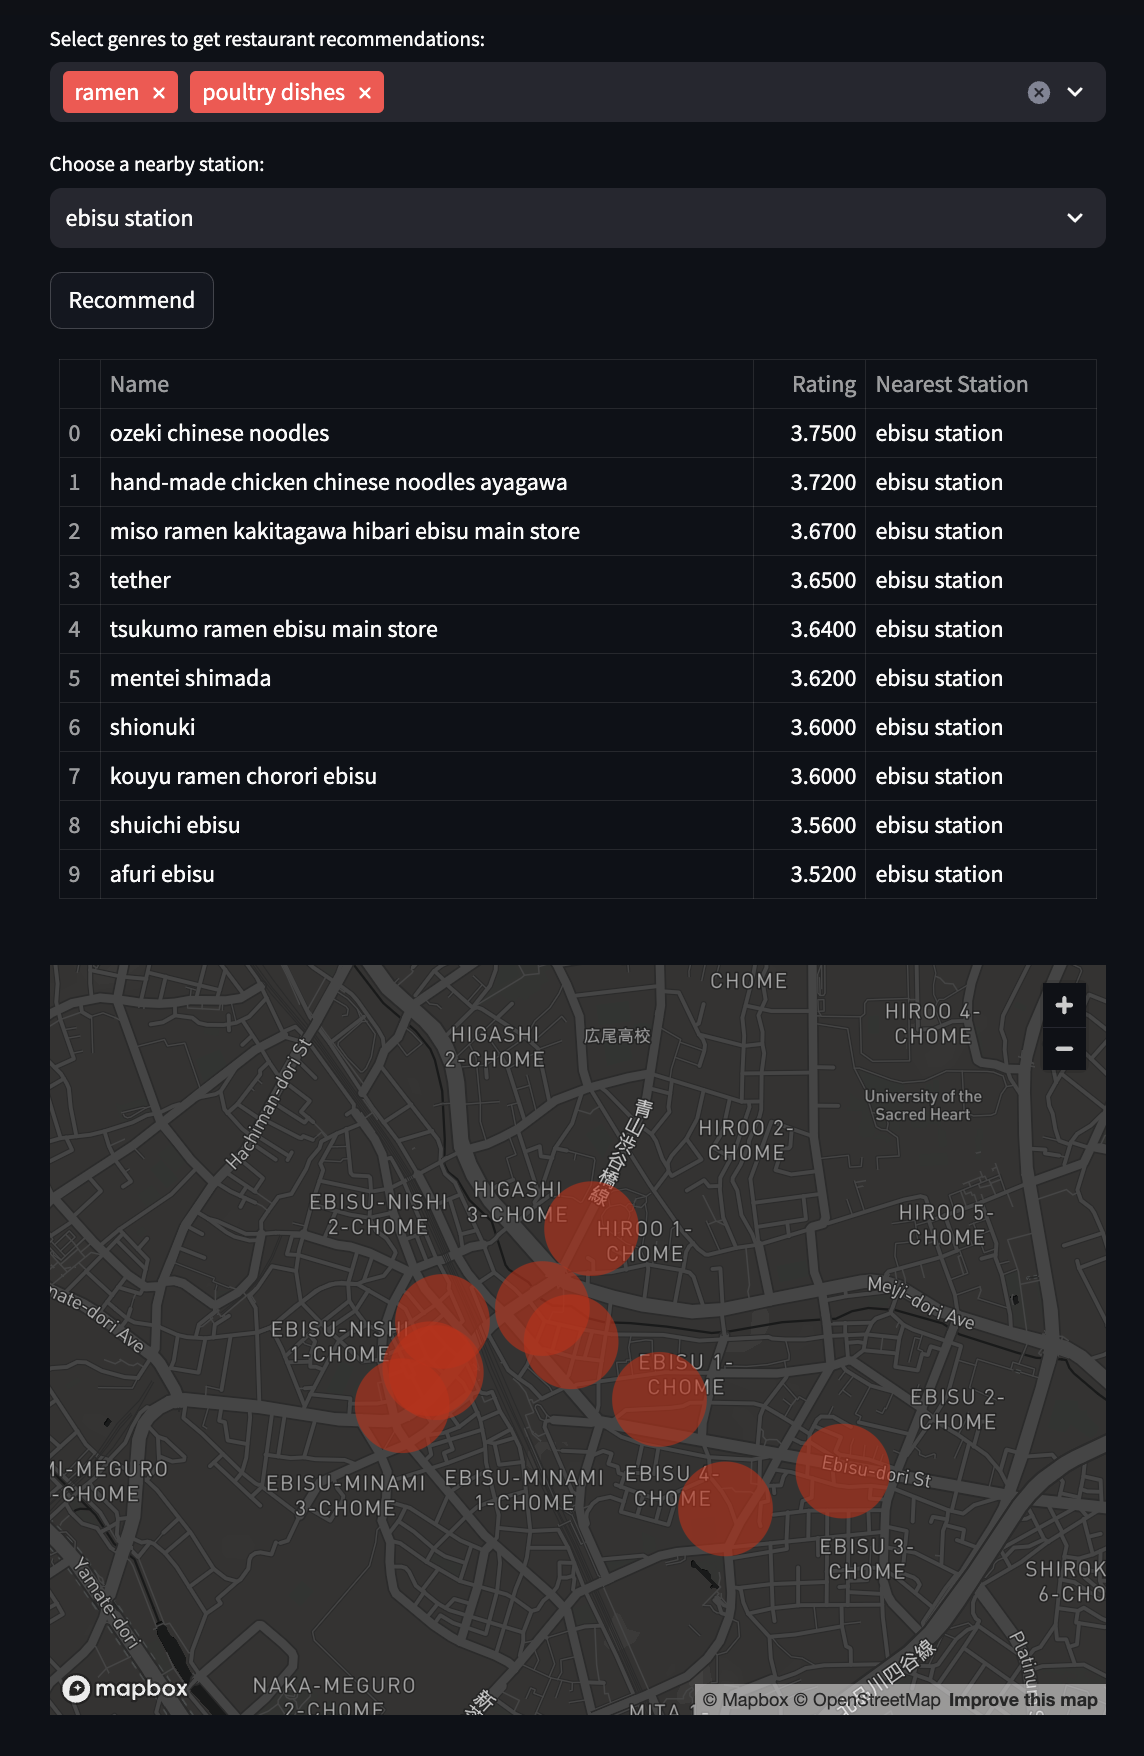 Select genres to get restaurant recommendations:
ramen ×
poultry dishes ×
Choose a nearby station:
ebisu station
Recommend
Name Rating Nearest Station
0 ozeki chinese noodles 3.7500 ebisu station
1 hand-made chicken chinese noodles ayagawa 3.7200 ebisu station
2 miso ramen kakitagawa hibari ebisu main store 3.6700 ebisu station
3 tether 3.6500 ebisu station
4 tsukumo ramen ebisu main store 3.6400 ebisu station
5 mentei shimada 3.6200 ebisu station
6 shionuki 3.6000 ebisu station
7 kouyu ramen chorori ebisu 3.6000 ebisu station
8 shuichi ebisu 3.5600 ebisu station
9 afuri ebisu 3.5200 ebisu station
CHOME
HIROO 4-
CHOME
HIGASHI
2-CHOME
広尾高校
Hachiman-dori St
University of the
Sacred Heart
青山渋谷橋線
HIROO 2-
CHOME
EBISU-NISHI
2-CHOME
HIGASHI
3-CHOME
HIROO 1-
CHOME
HIROO 5-
CHOME
nate-dori Ave
Meiji-dori Ave
EBISU-NISHI
1-CHOME
EBISU 1-
CHOME
EBISU 2-
CHOME
MI-MEGURO
-CHOME
EBISU-MINAMI
3-CHOME
EBISU-MINAMI
1-CHOME
EBISU 4-
CHOME
Ebisu-dori St
EBISU 3-
CHOME
SHIROK
6-CHO
Yamate-dori
Platinu
NAKA-MEGURO
2-CHOME
MITA 1
品川四谷線
mapbox
© Mapbox © OpenStreetMap Improve this map